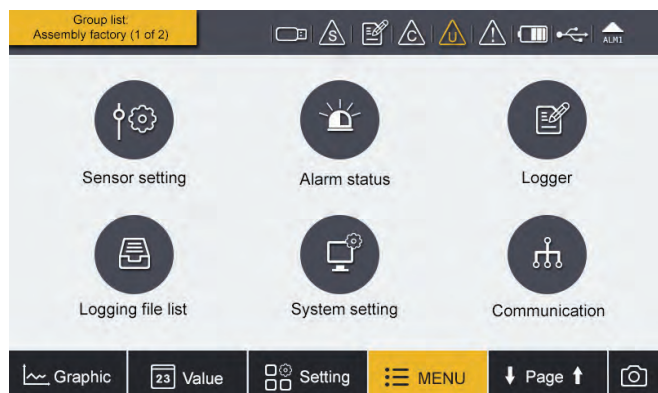 Group list:
Assembly factory (1 of 2)
S
C
U
ALM1
Sensor setting
Alarm status
Logger
Logging file list
System setting
Communication
Graphic
23 Value
Setting
MENU
Page